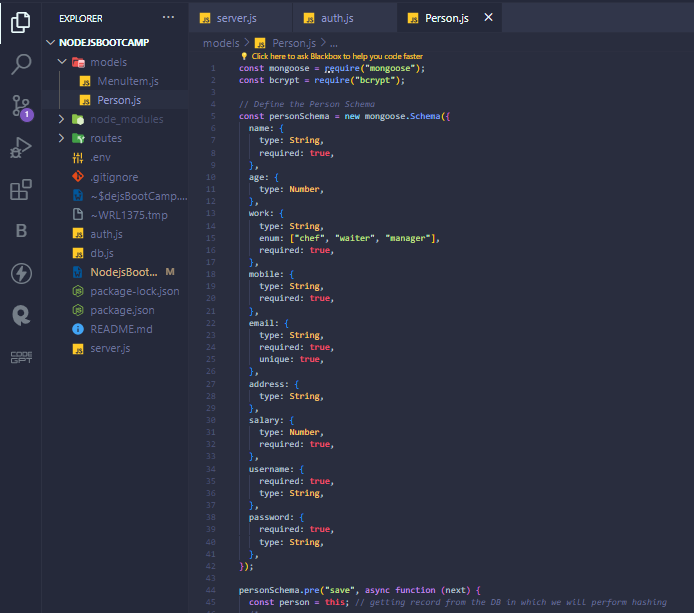 EXPLORER
NODEJSBOOTCAMP
models
MenuItem.js
Person.js
node_modules
routes
.env
.gitignore
~$dejsBootCamp....
~WRL1375.tmp
auth.js
db.js
NodejsBoot... M
package-lock.json
package.json
README.md
server.js
1
B
CODE GPT
server.js auth.js Person.js
models > Person.js > ...
Click here to ask Blackbox to help you code faster
1 const mongoose = require("mongoose");
2 const bcrypt = require("bcrypt");
3
4 // Define the Person Schema
5 const personSchema = new mongoose.Schema({
6 name: {
7 type: String,
8 required: true,
9 },
10 age: {
11 type: Number,
12 },
13 work: {
14 type: String,
15 enum: ["chef", "waiter", "manager"],
16 required: true,
17 },
18 mobile: {
19 type: String,
20 required: true,
21 },
22 email: {
23 type: String,
24 required: true,
25 unique: true,
26 },
27 address: {
28 type: String,
29 },
30 salary: {
31 type: Number,
32 required: true,
33 },
34 username: {
35 required: true,
36 type: String,
37 },
38 password: {
39 required: true,
40 type: String,
41 },
42 });
43
44 personSchema.pre("save", async function (next) {
45 const person = this; // getting record from the DB in which we will perform hashing